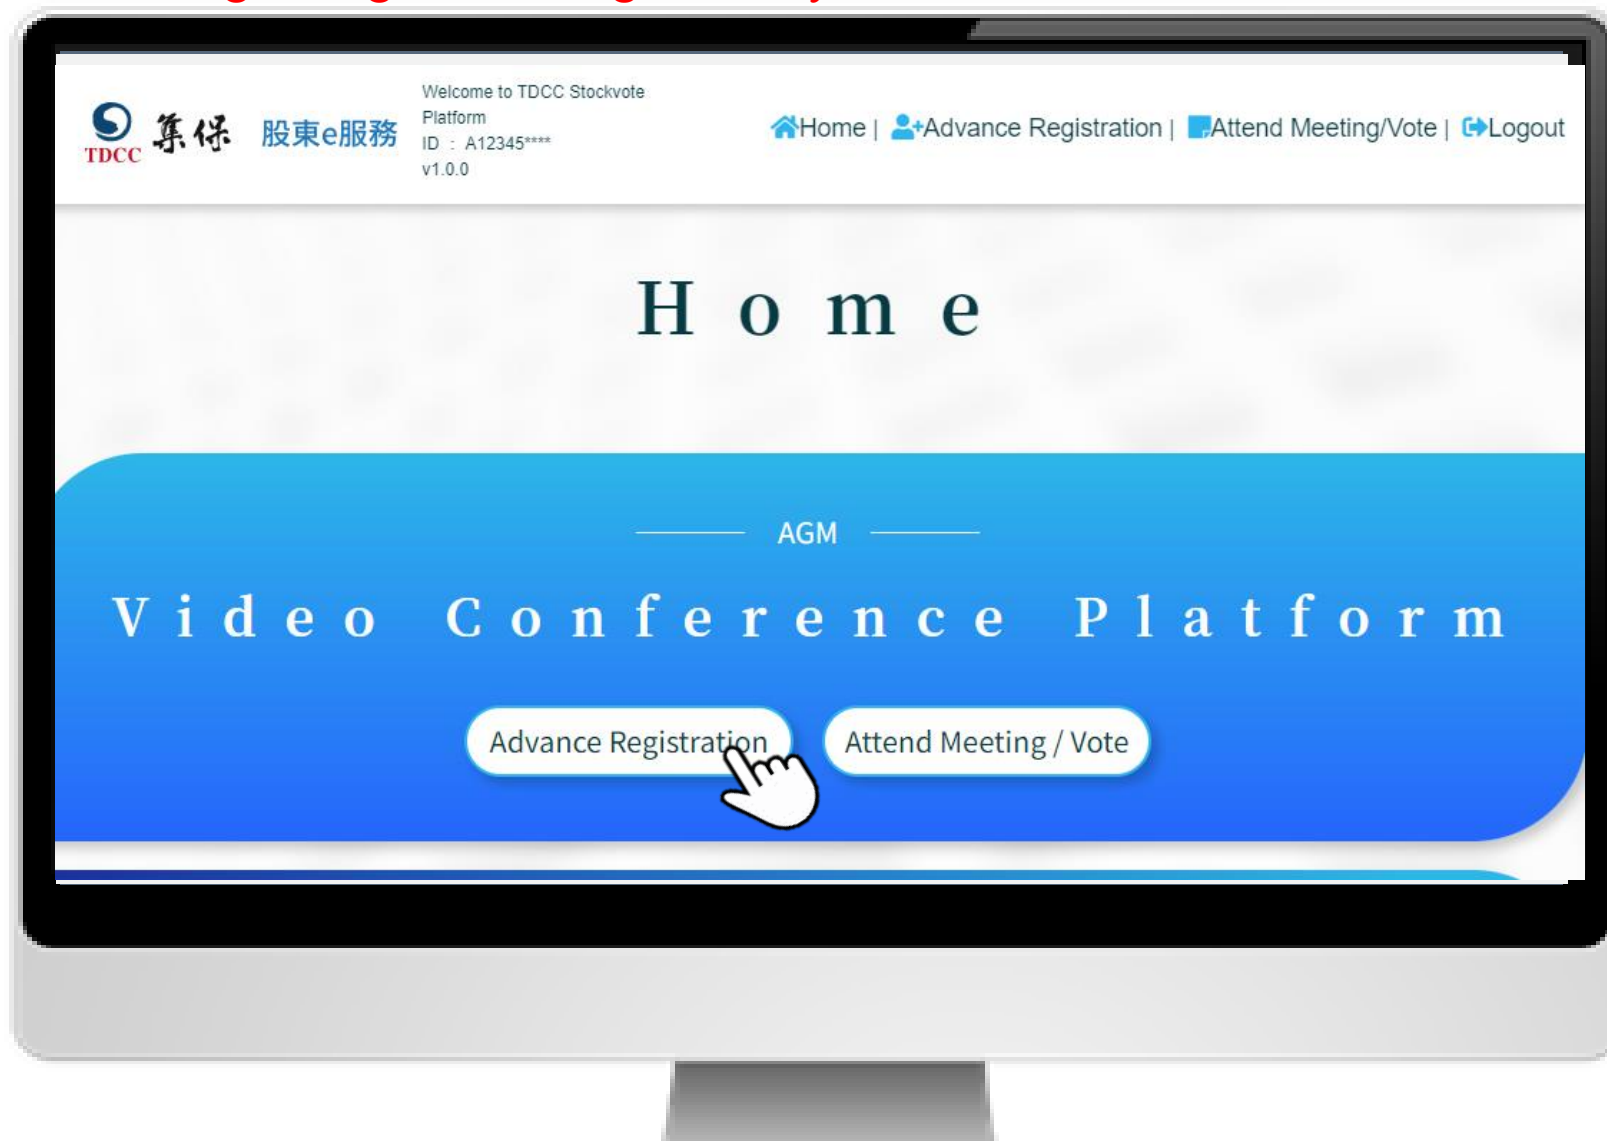 TDCC 集保 股東e服務
Welcome to TDCC Stockvote
Platform
ID : A12345****
v1.0.0
Home | Advance Registration | Attend Meeting/Vote | Logout
Home
AGM
Video Conference Platform
Advance Registration
Attend Meeting / Vote